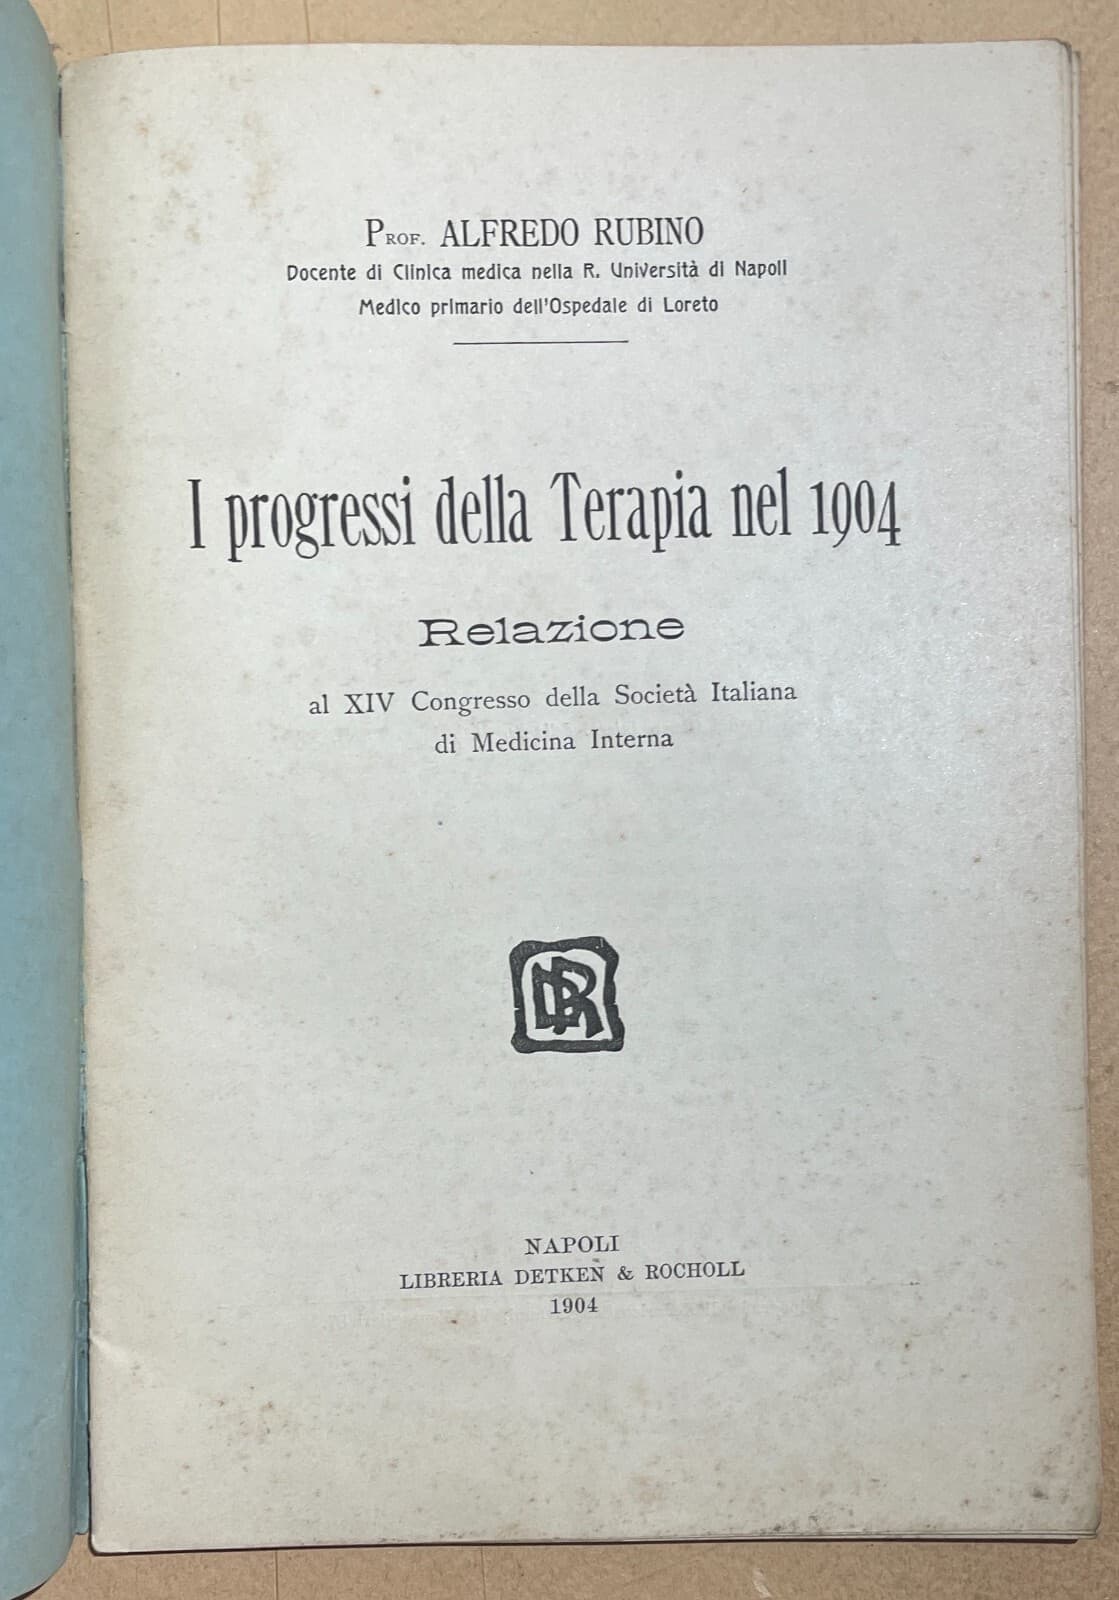 Prof. ALFREDO RUBINO
Docente di Clinica medica nella R. Università di Napoli
Medico primario dell'Ospedale di Loreto
I progressi della Terapia nel 1904
Relazione
al XIV Congresso della Società Italiana
di Medicina Interna
DR
NAPOLI
LIBRERIA DETKEN & ROCHOLL
1904